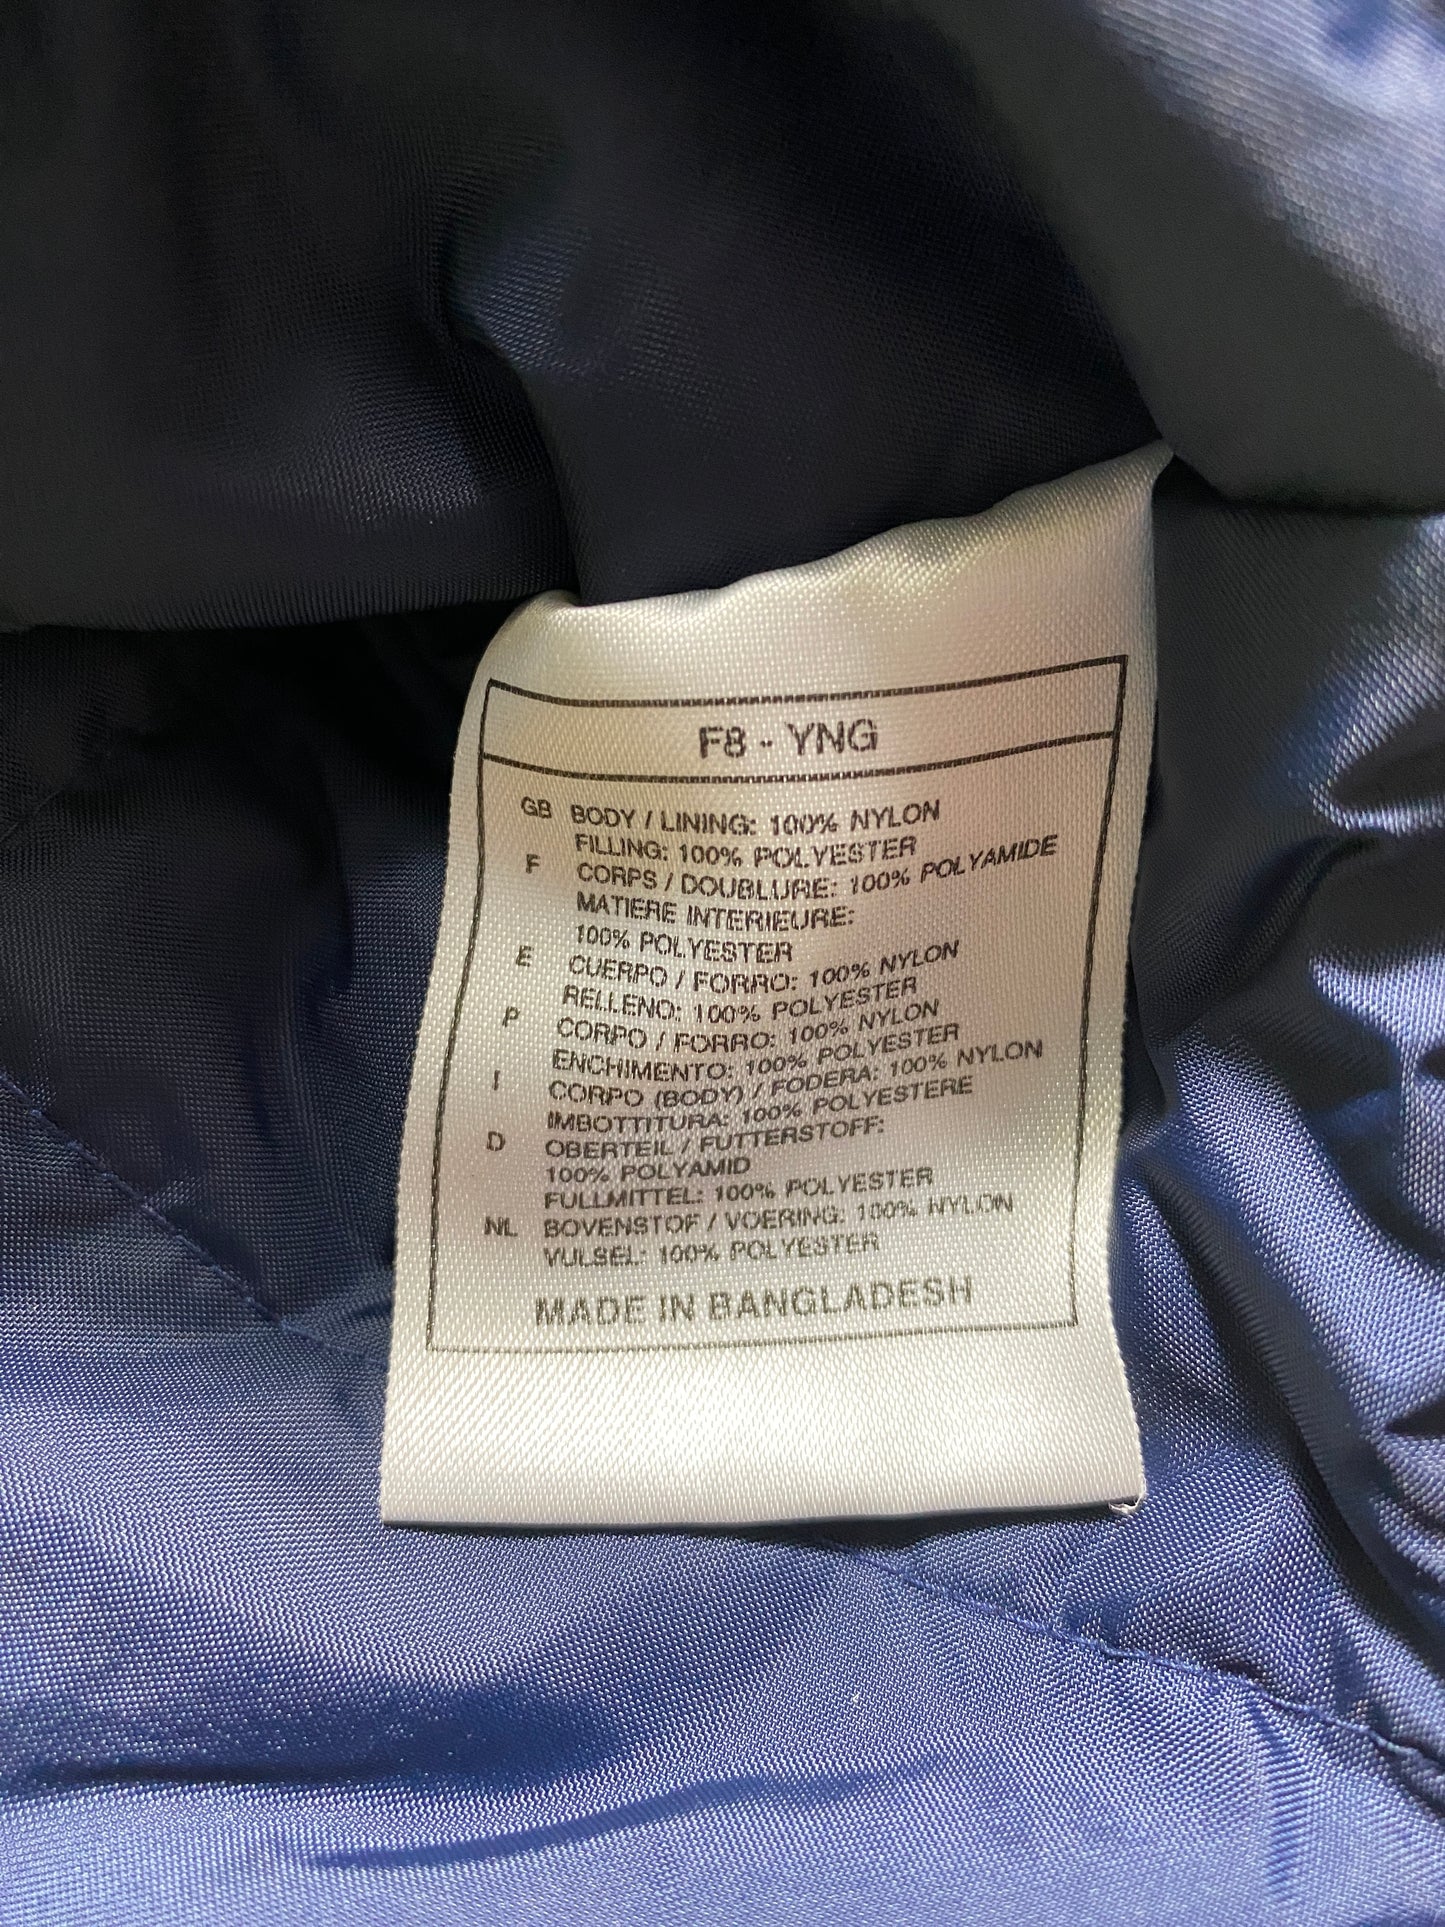 F8 - YNG
GB BODY / LINING: 100% NYLON
FILLING: 100% POLYESTER
F CORPS / DOUBLURE: 100% POLYAMIDE
MATIERE INTERIEURE:
100% POLYESTER
E CUERPO / FORRO: 100% NYLON
RELLENO: 100% POLYESTER
P CORPO / FORRO: 100% NYLON
ENCHIMENTO: 100% POLYESTER
I CORPO (BODY) / FODERA: 100% NYLON
IMBOTTITURA: 100% POLYESTERE
D OBERTEIL / FUTTERSTOFF:
100% POLYAMID
FULLMITTEL: 100% POLYESTER
NL BOVENSTOF / VOERING: 100% NYLON
VULSEL: 100% POLYESTER
MADE IN BANGLADESH